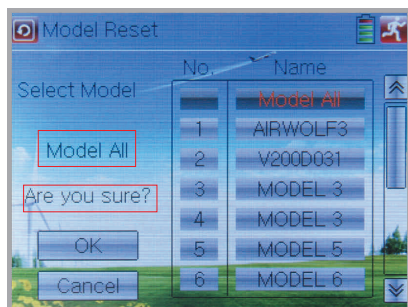 Model Reset
No. Name
Select Model
Model All
1 AIRWOLF3
2 V200D031
3 MODEL 3
4 MODEL 3
5 MODEL 5
6 MODEL 6
Model All
Are you sure?
OK
Cancel